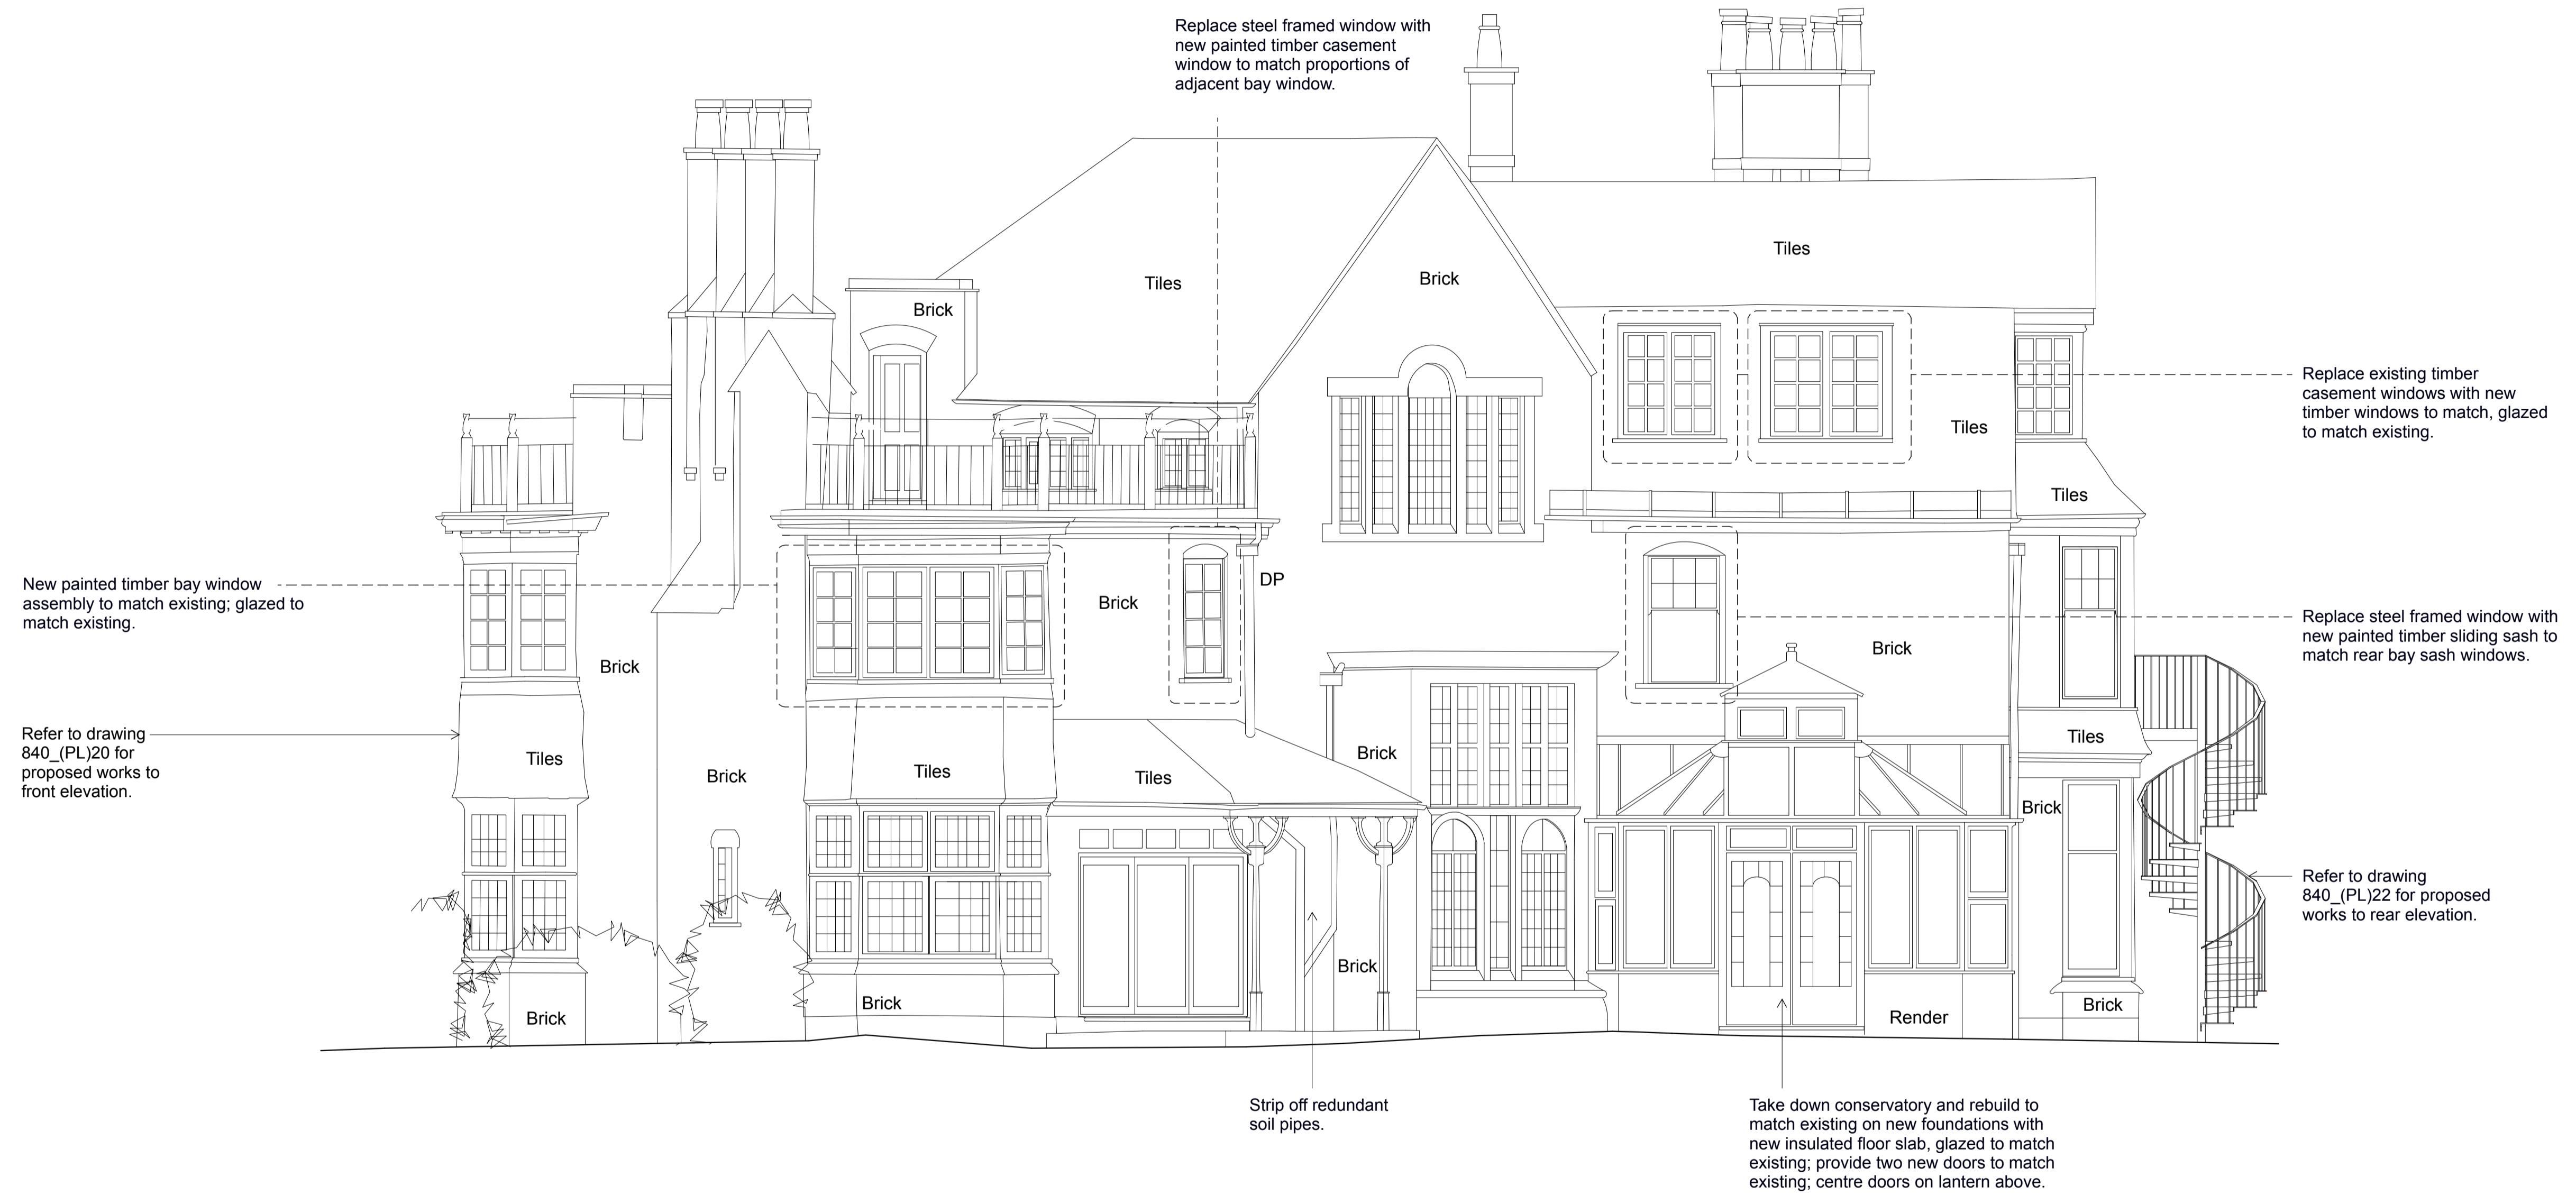 Replace steel framed window with
new painted timber casement
window to match proportions of
adjacent bay window.
Tiles
Tiles
Brick
Brick
Replace existing timber
casement windows with new
timber windows to match, glazed
to match existing.
Tiles
Tiles
New painted timber bay window
assembly to match existing; glazed to
match existing.
DP
Brick
Replace steel framed window with
new painted timber sliding sash to
match rear bay sash windows.
Brick
Brick
Refer to drawing
840_(PL)20 for
proposed works to
front elevation.
Tiles
Brick
Tiles
Brick
Tiles
Tiles
Brick
Refer to drawing
840_(PL)22 for proposed
works to rear elevation.
Brick
Brick
Brick
Render
Brick
Strip off redundant
soil pipes.
Take down conservatory and rebuild to
match existing on new foundations with
new insulated floor slab, glazed to match
existing; provide two new doors to match
existing; centre doors on lantern above.